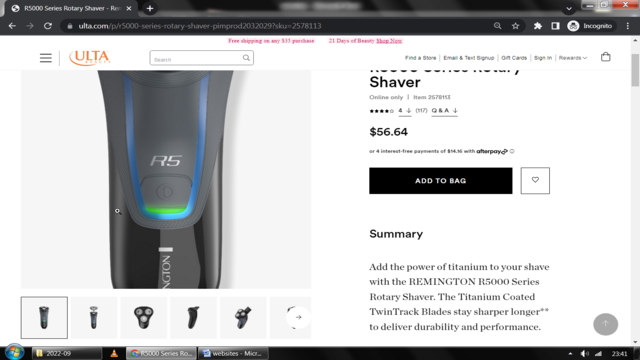 R5000 Series Rotary Shaver - Rem
ulta.com/p/r5000-series-rotary-shaver-pimprod2032029?sku=2578113
Incognito
Free shipping on any $35 purchase 21 Days of Beauty Shop Now
ULTA
BEAUTY
Search
Find a Store | Email & Text Signup | Gift Cards | Sign In | Rewards
R5000 Series Rotary
Shaver
Online only | Item 2578113
4 (117) Q & A
$56.64
or 4 interest-free payments of $14.16 with afterpay
ADD TO BAG
R5
REMINGTON
Summary
Add the power of titanium to your shave
with the REMINGTON R5000 Series
Rotary Shaver. The Titanium Coated
TwinTrack Blades stay sharper longer**
to deliver durability and performance.
2022-09
R5000 Series Ro...
websites - Micr...
23:41